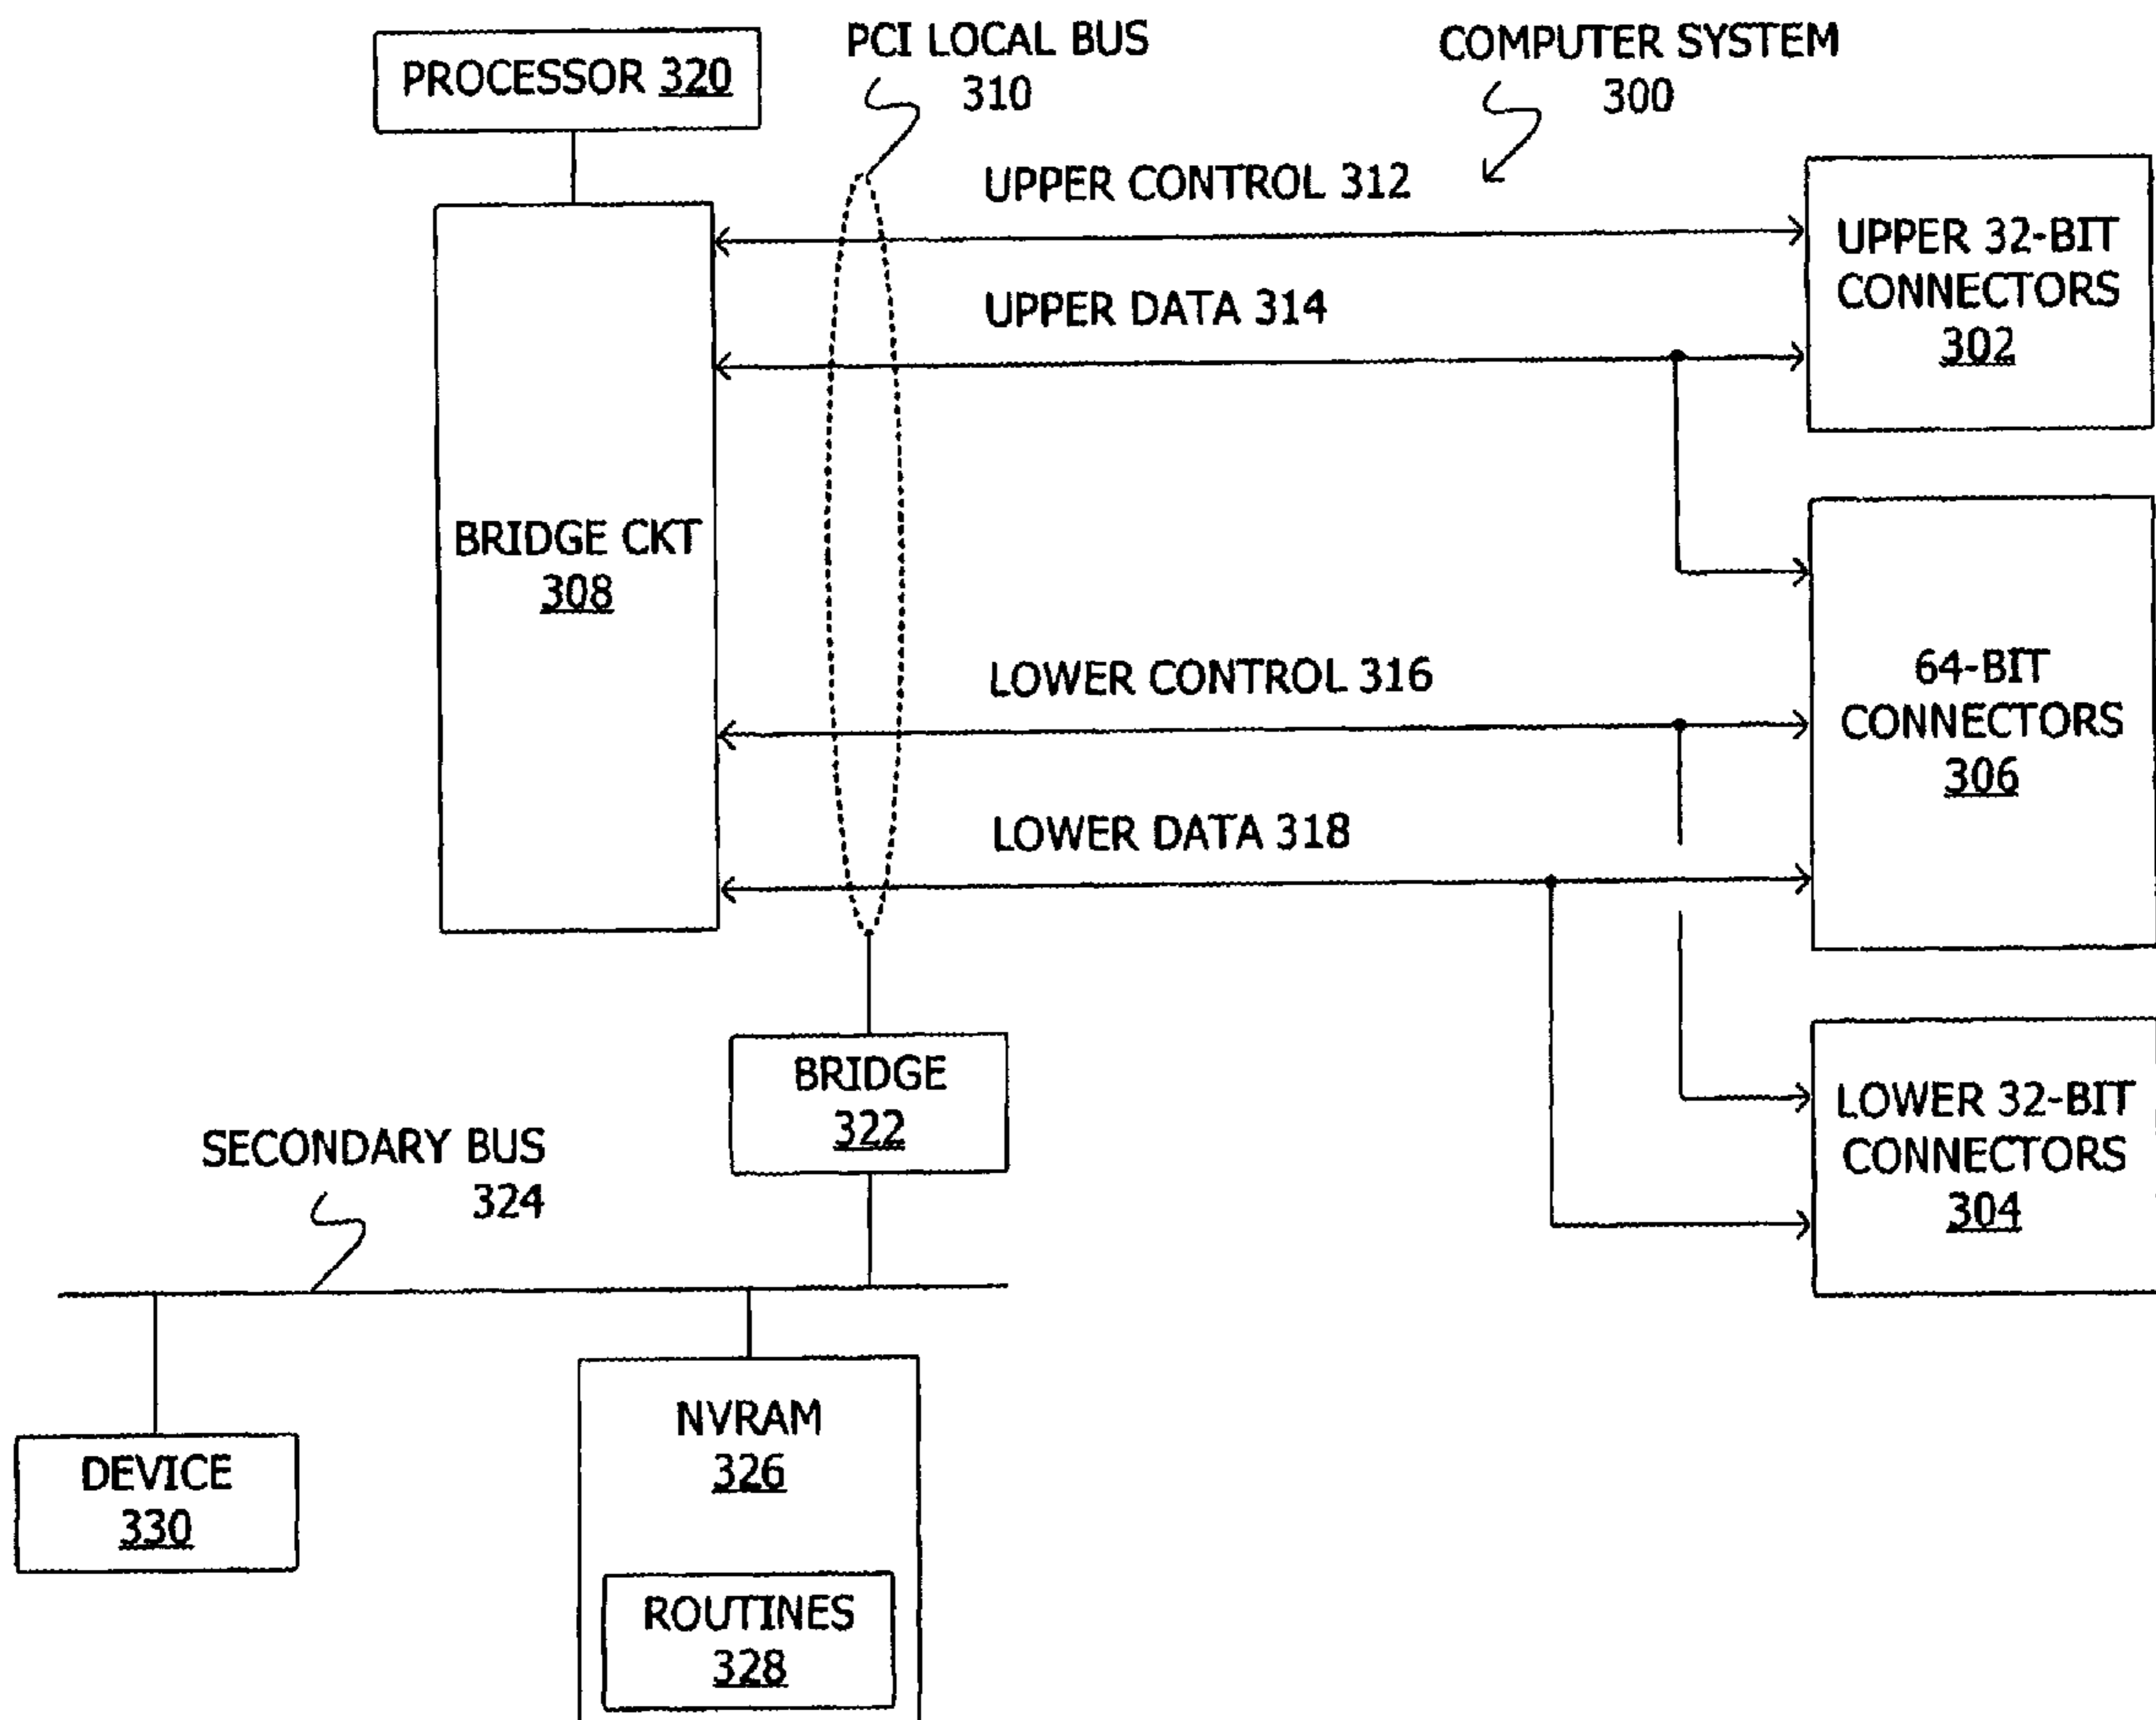 PROCESSOR 320
PCI LOCAL BUS
310
COMPUTER SYSTEM
300
UPPER CONTROL 312
UPPER DATA 314
UPPER 32-BIT
CONNECTORS
302
BRIDGE CKT
308
LOWER CONTROL 316
LOWER DATA 318
64-BIT
CONNECTORS
306
BRIDGE
322
LOWER 32-BIT
CONNECTORS
304
SECONDARY BUS
324
NVRAM
326
DEVICE
330
ROUTINES
328